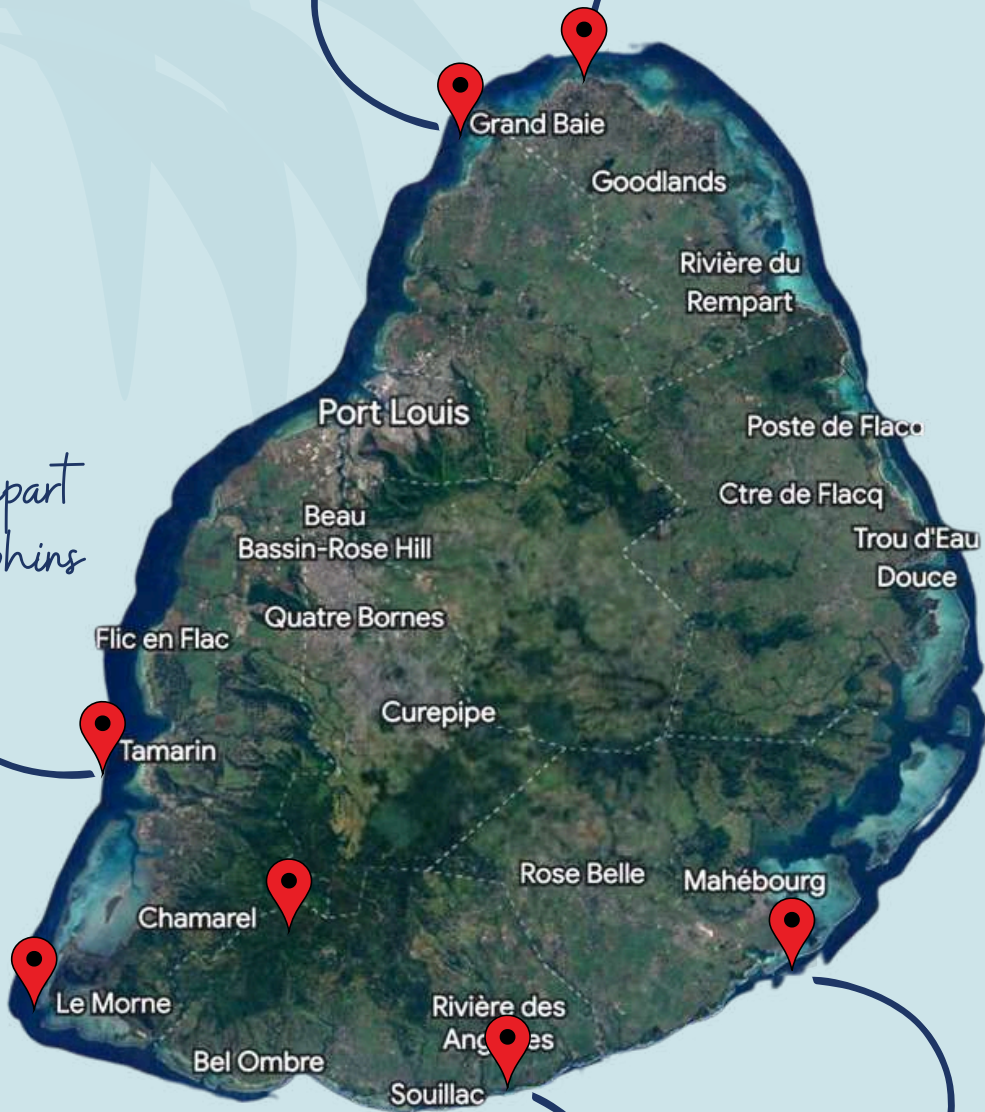 Grand Baie
Goodlands
Rivière du
Rempart
Port Louis
Poste de Flacq
part
Ctre de Flacq
Beau
Bassin-Rose Hill
Trou d'Eau
Douce
Quatre Bornes
Flic en Flac
Curepipe
Tamarin
Rose Belle
Mahébourg
Chamarel
Le Morne
Rivière des
Bel Ombre
Souillac